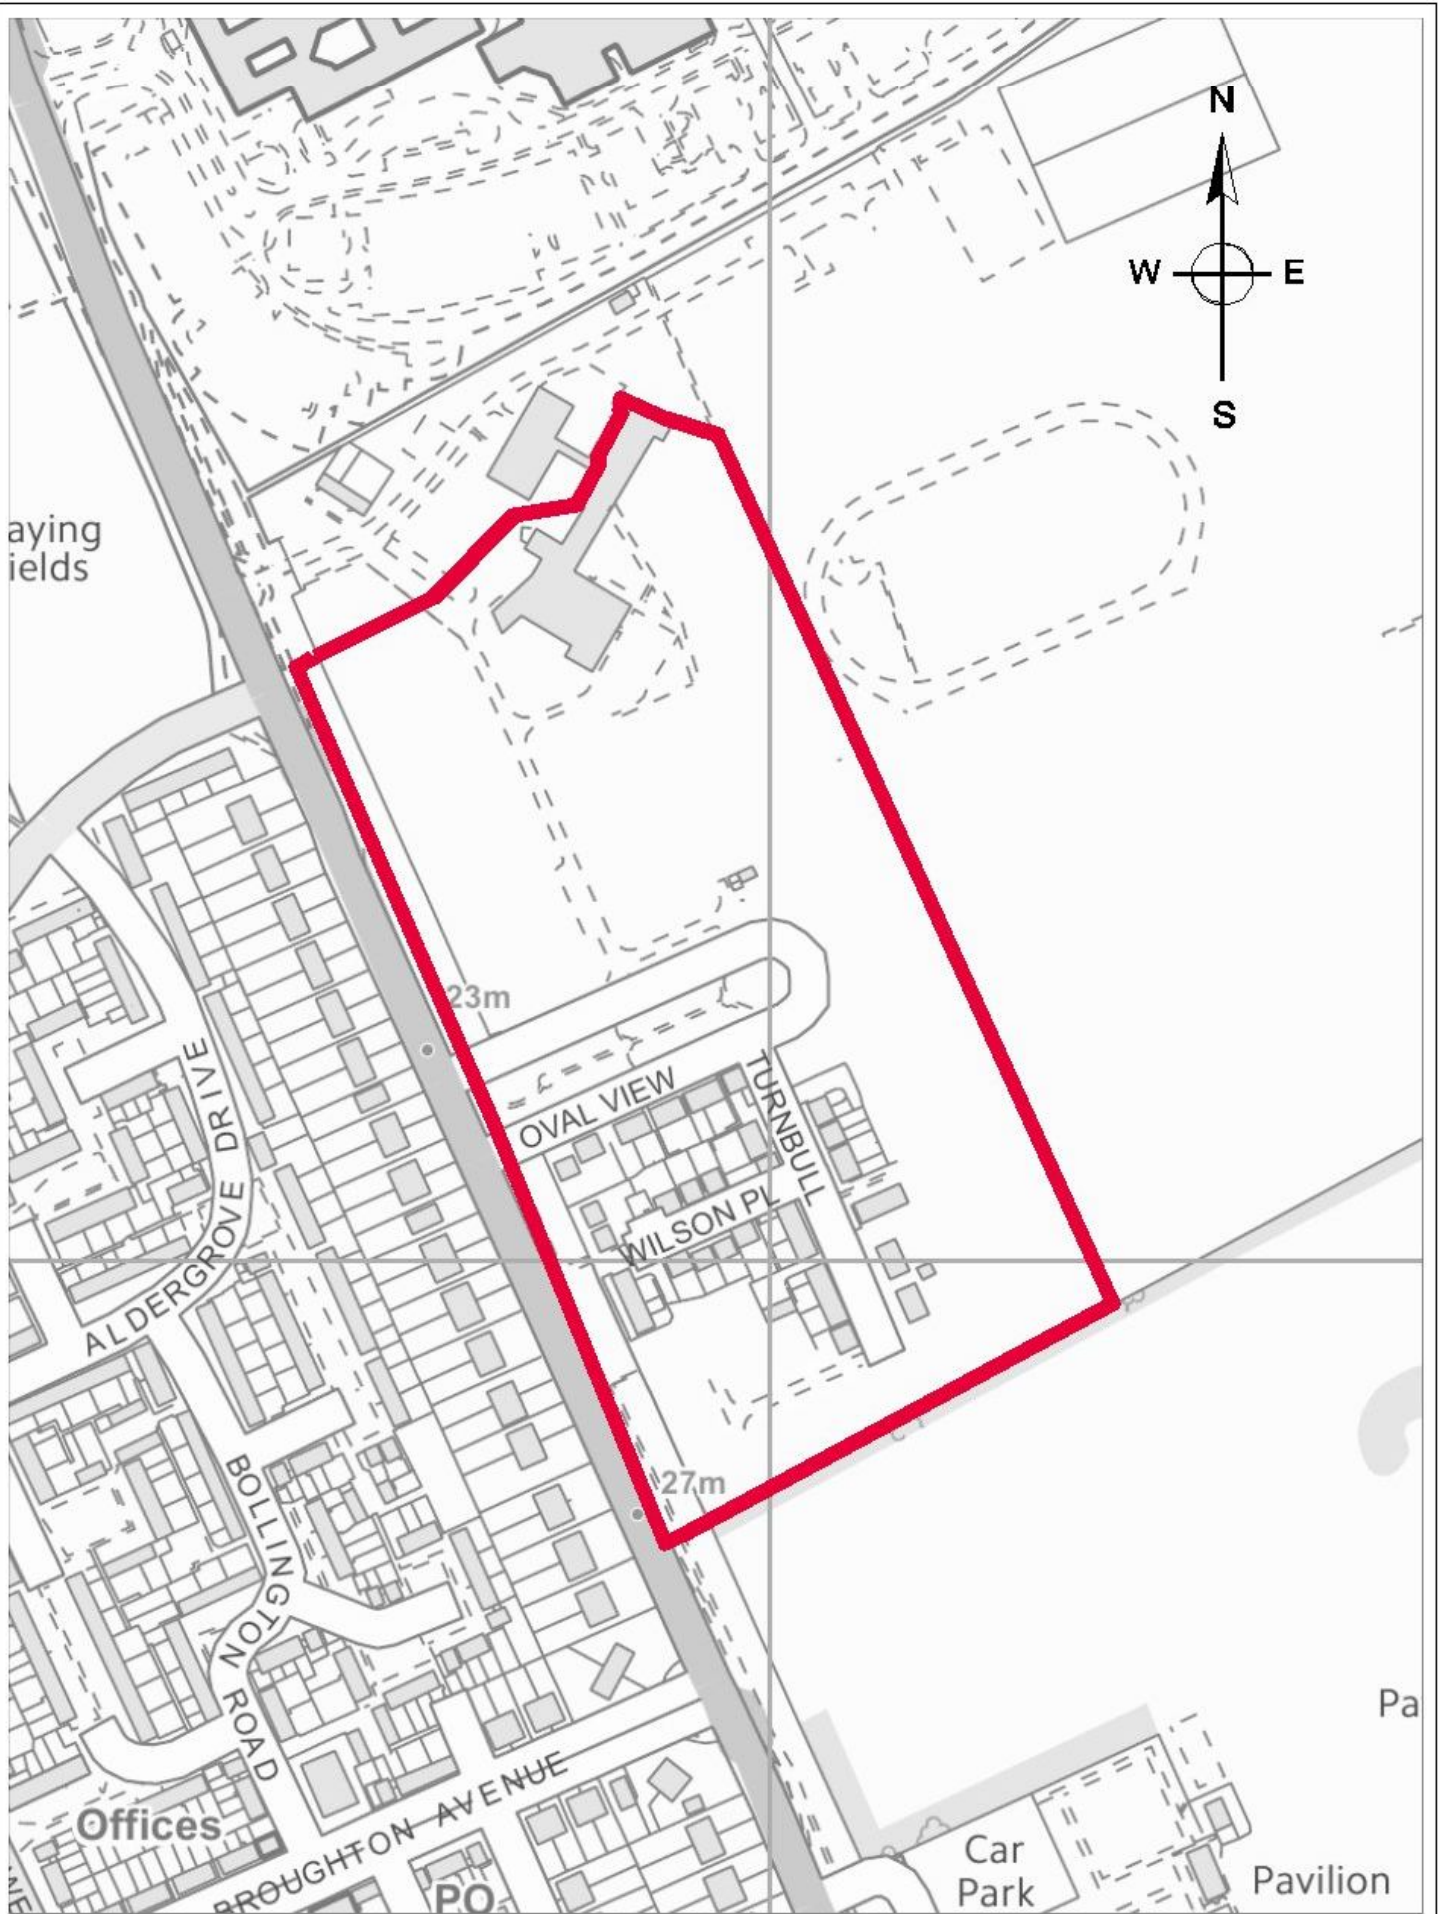 N
W E
S
aying
ields
23m
OVAL VIEW
TURNBULL
WILSON PL
ALDERGROVE DRIVE
27m
BOLLINGTON ROAD
Pa
BROUGHTON AVENUE
Offices
PO
Car
Park
Pavilion